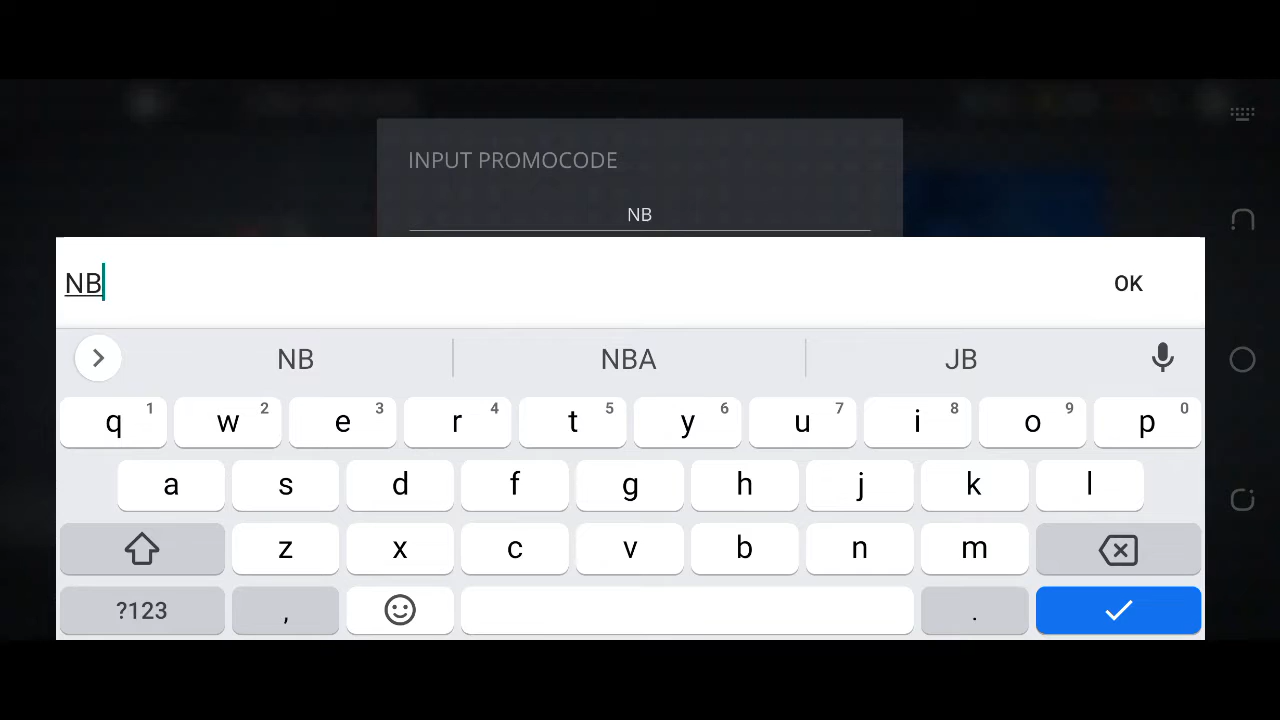 INPUT PROMOCODE
NB
NB
OK
NB NBA JB
q 1 w 2 e 3 r 4 t 5 y 6 u 7 i 8 o 9 p 0
a s d f g h j k l
z x c v b n m
?123 , .